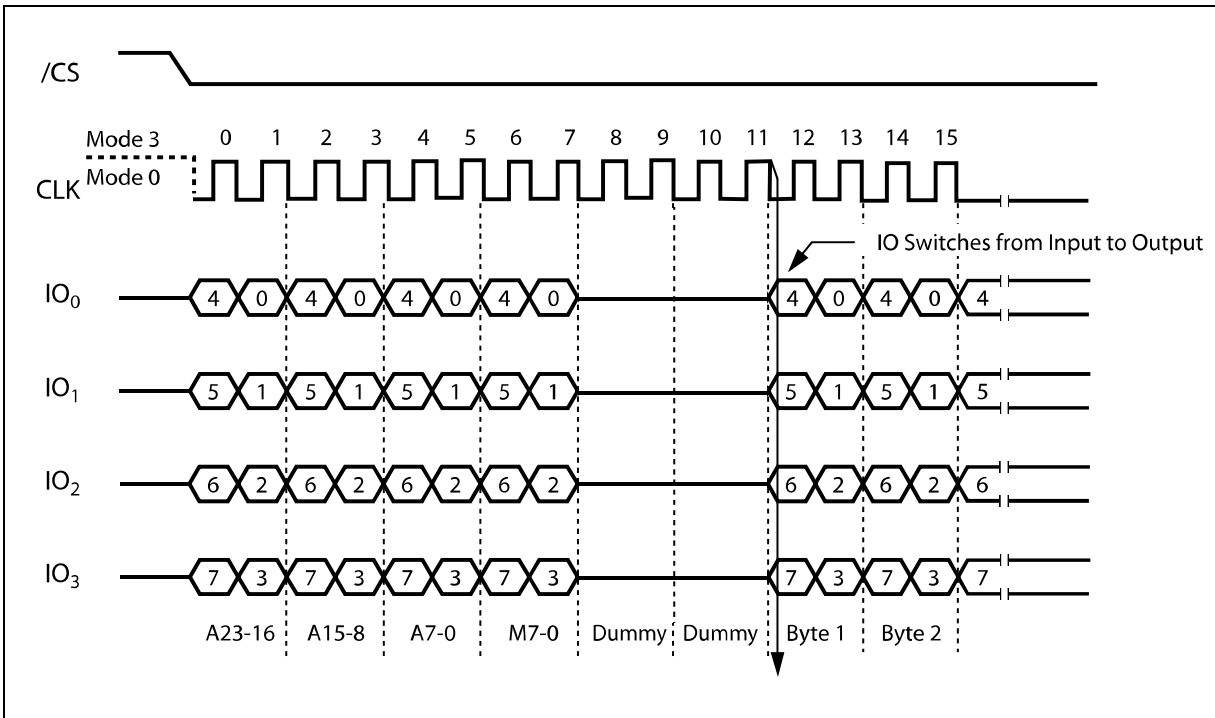 /CS
Mode 3
0 1 2 3 4 5 6 7 8 9 10 11 12 13 14 15
CLK
Mode 0
IO Switches from Input to Output
IO0 4 0 4 0 4 0 4 0 4 0 4 0 4
IO1 5 1 5 1 5 1 5 1 5 1 5 1 5
IO2 6 2 6 2 6 2 6 2 6 2 6 2 6
IO3 7 3 7 3 7 3 7 3 7 3 7 3 7
A23-16 A15-8 A7-0 M7-0 Dummy Dummy Byte 1 Byte 2